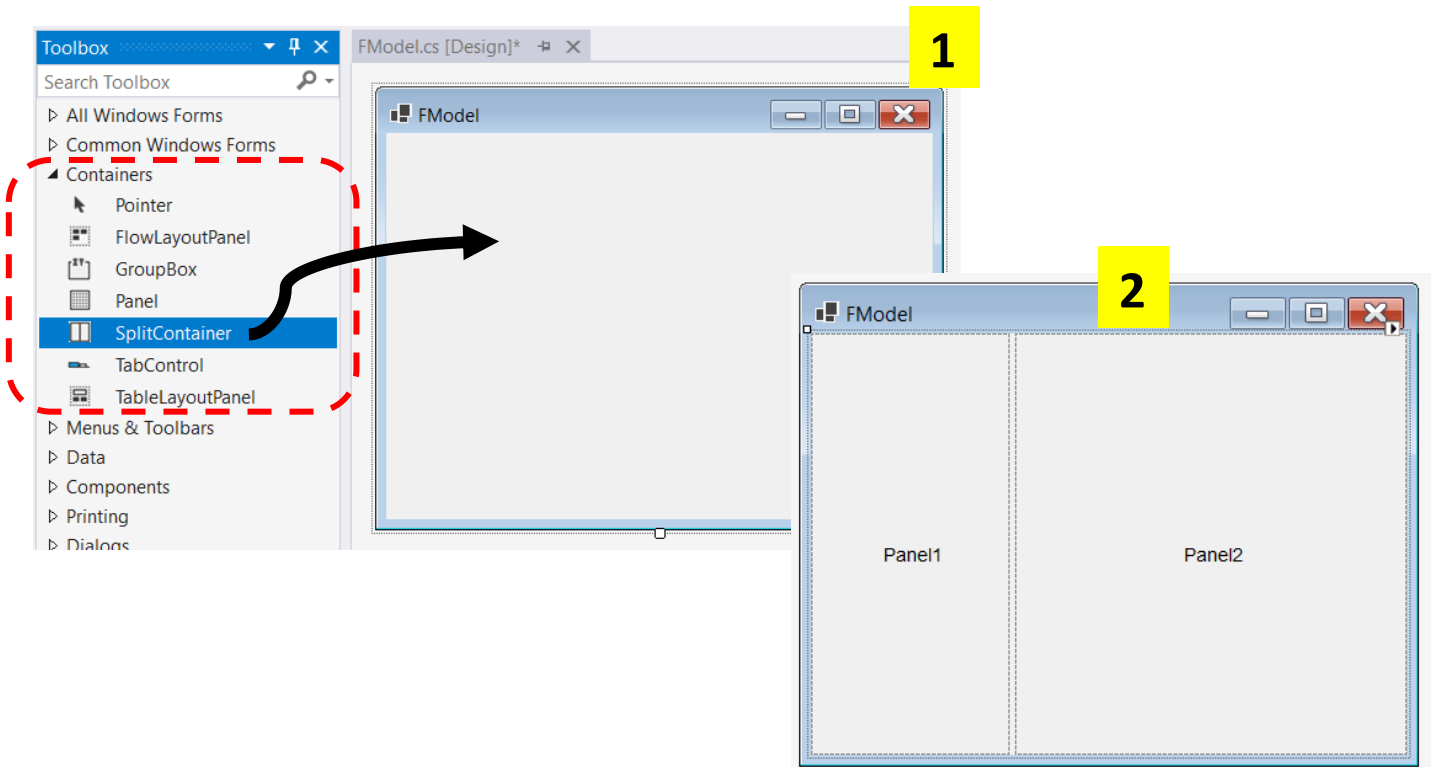 Toolbox
Search Toolbox
All Windows Forms
Common Windows Forms
Containers
Pointer
FlowLayoutPanel
GroupBox
Panel
SplitContainer
TabControl
TableLayoutPanel
Menus & Toolbars
Data
Components
Printing
Dialogs
FModel.cs [Design]*
1
FModel
2
FModel
Panel1
Panel2